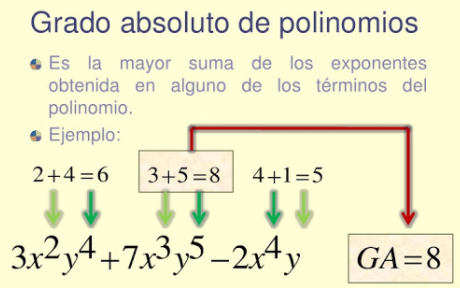 Grado absoluto de polinomios
Es la mayor suma de los exponentes
obtenida en alguno de los términos del
polinomio.
Ejemplo:
2+4=6 3+5=8 4+1=5
3x²y⁴+7x³y⁵−2x⁴y GA=8